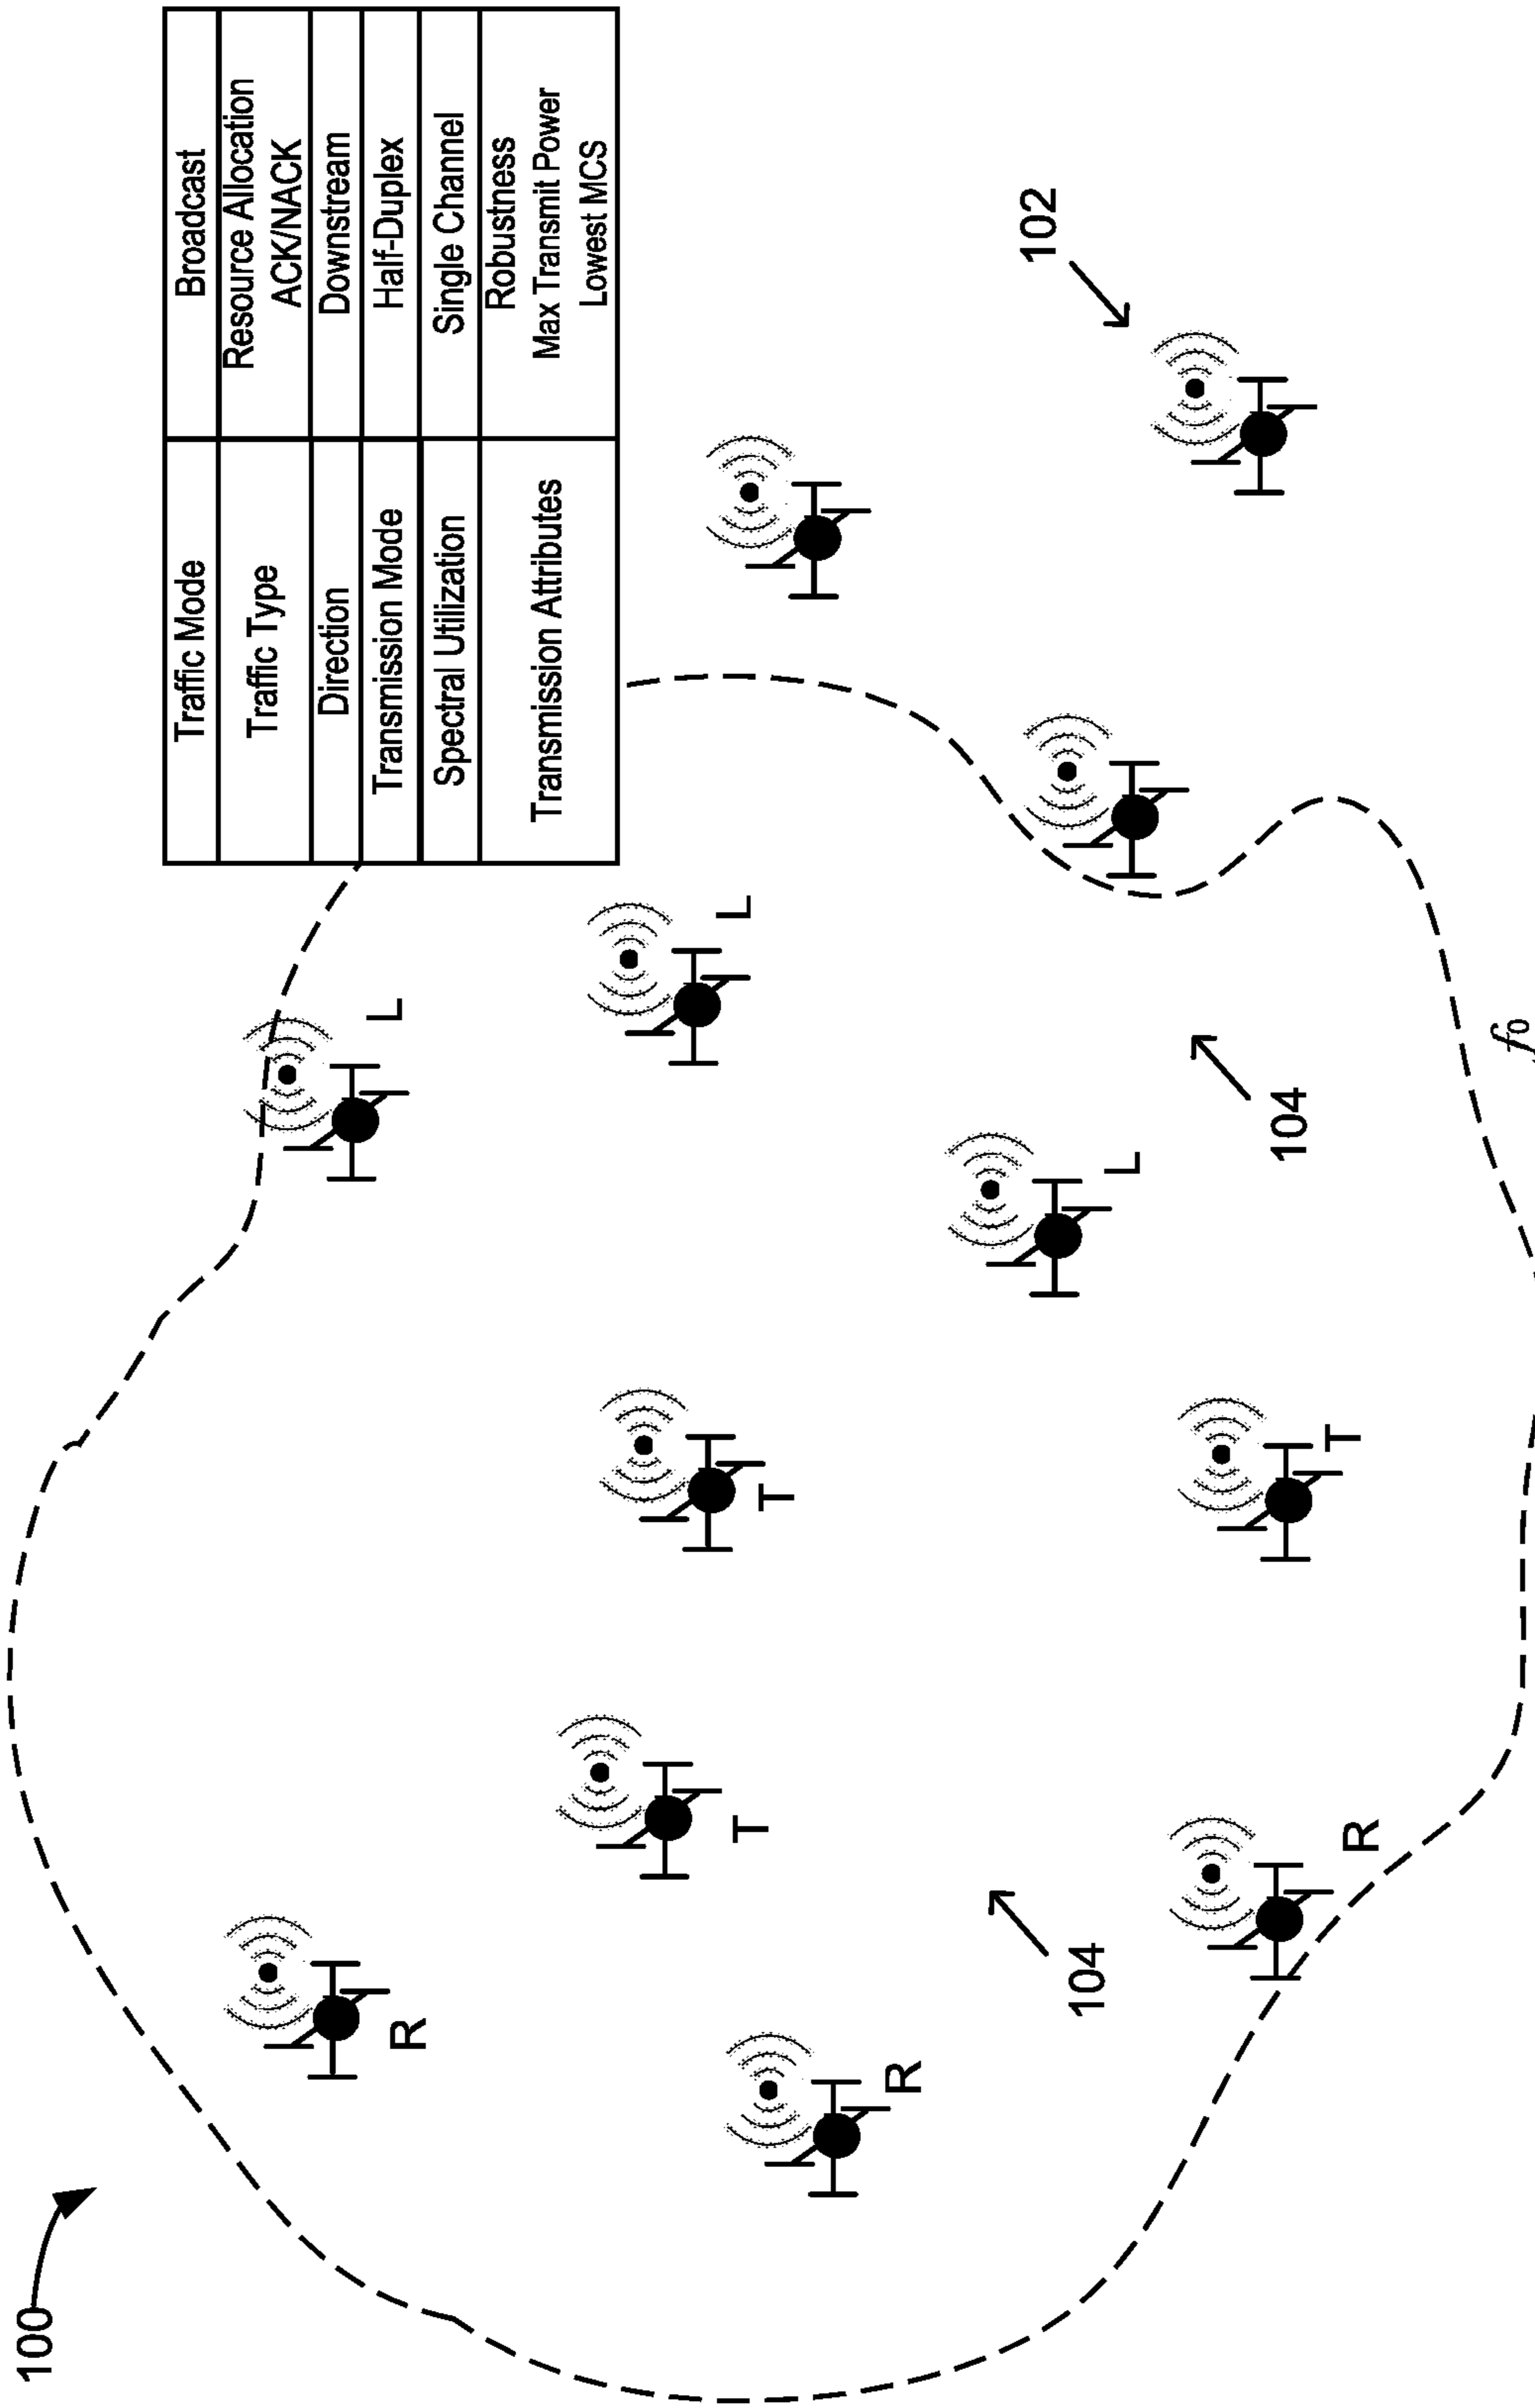 100
Traffic Mode Broadcast
Traffic Type Resource Allocation
ACK/NACK
Direction Downstream
Transmission Mode Half-Duplex
Spectral Utilization Single Channel
Transmission Attributes Robustness
Max Transmit Power
Lowest MCS
L
R
L
T
T
R
102
L
104
104
T
R
f0